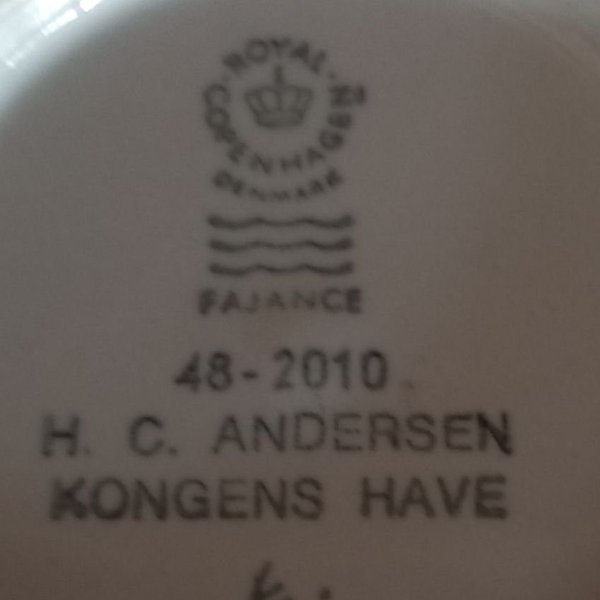 ROYAL COPENHAGEN
DENMARK
FAJANCE
48-2010
H. C. ANDERSEN
KONGENS HAVE